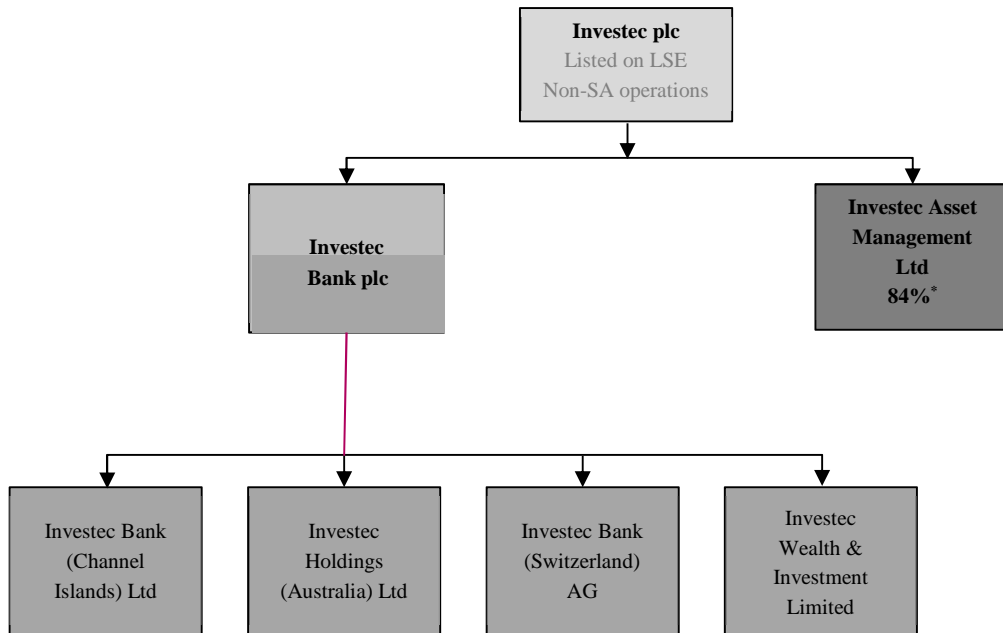 Investec plc
Listed on LSE
Non-SA operations
Investec
Bank plc
Investec Asset
Management
Ltd
84%*
Investec Bank
(Channel
Islands) Ltd
Investec
Holdings
(Australia) Ltd
Investec Bank
(Switzerland)
AG
Investec
Wealth &
Investment
Limited